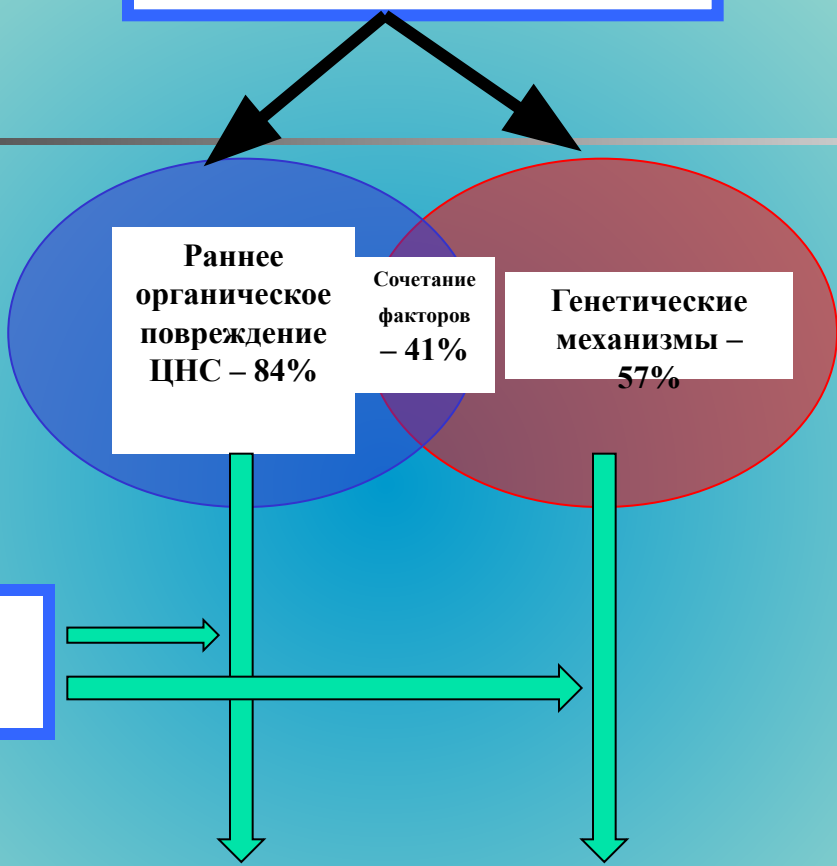 Раннее
органическое
повреждение
ЦНС – 84%
Сочетание
факторов
– 41%
Генетические
механизмы –
57%